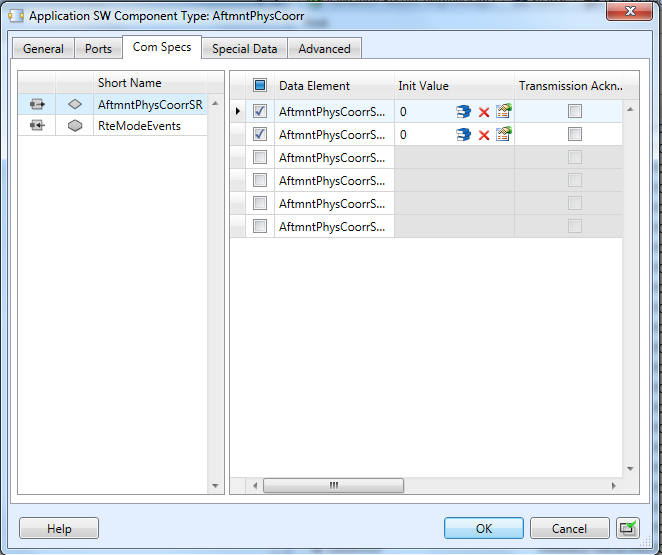 Application SW Component Type: AftmntPhysCoorr
General Ports Com Specs Special Data Advanced
Short Name
AftmntPhysCoorrSR
RteModeEvents
Data Element Init Value Transmission Ackn..
AftmntPhysCoorrS... 0
AftmntPhysCoorrS... 0
AftmntPhysCoorrS...
AftmntPhysCoorrS...
AftmntPhysCoorrS...
AftmntPhysCoorrS...
Help OK Cancel